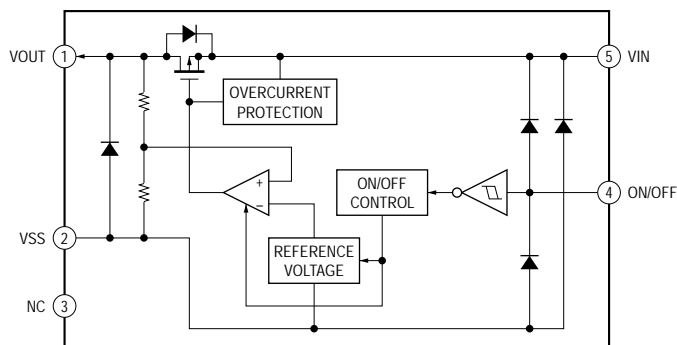 VOUT 1
5 VIN
OVERCURRENT
PROTECTION
+
−
ON/OFF
CONTROL
4 ON/OFF
VSS 2
REFERENCE
VOLTAGE
NC 3